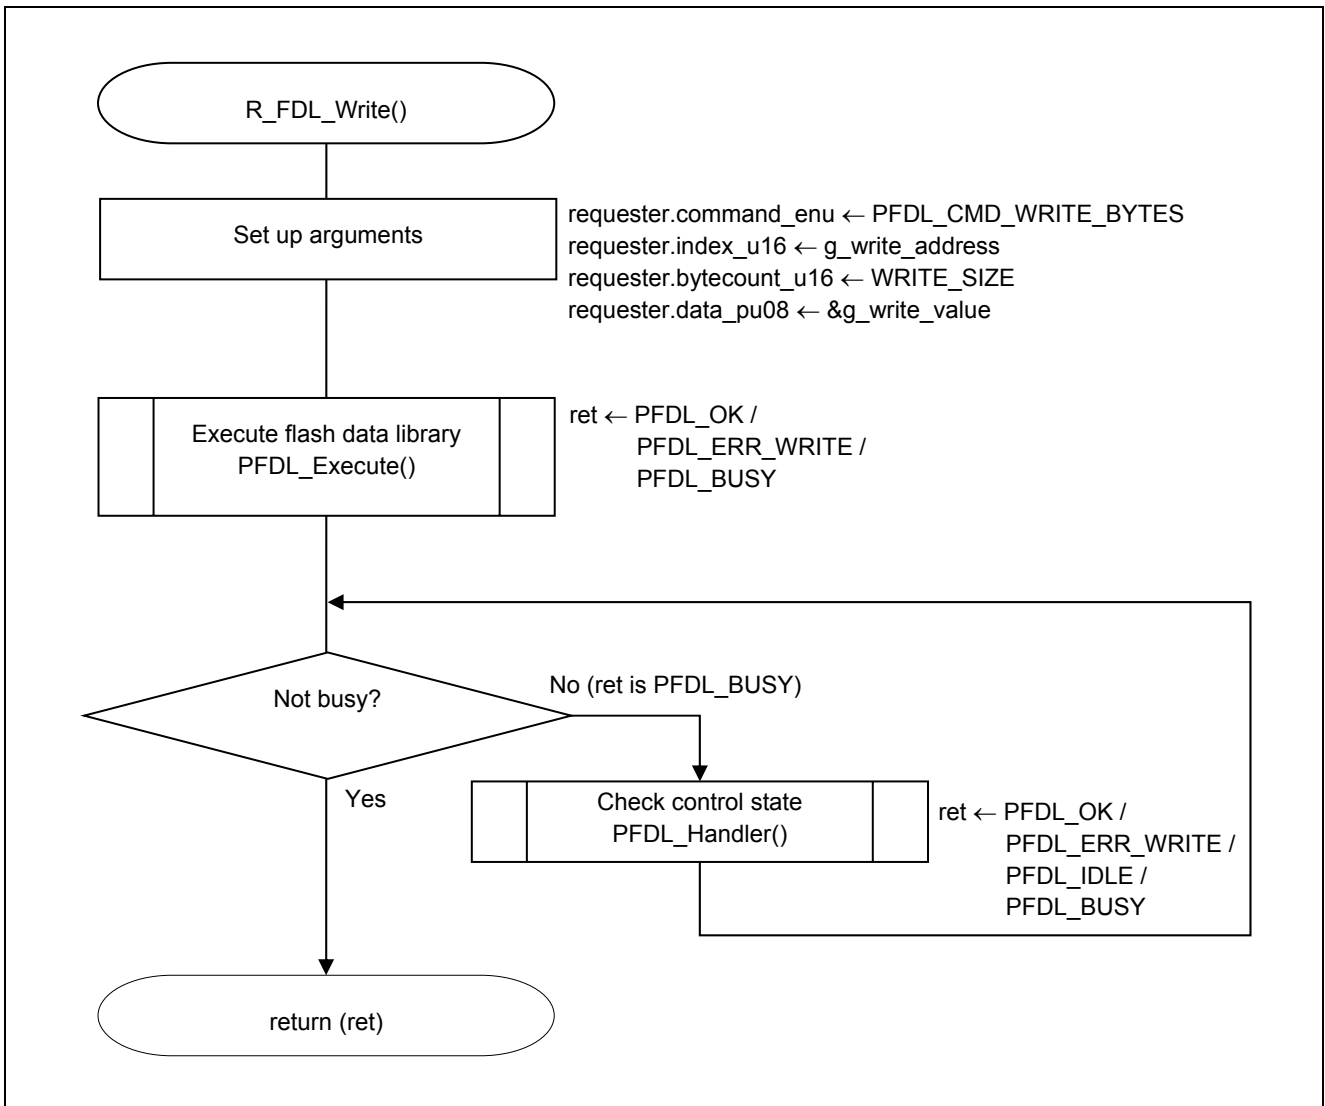 R_FDL_Write()
Set up arguments
requester.command_enu ← PFDL_CMD_WRITE_BYTES
requester.index_u16 ← g_write_address
requester.bytecount_u16 ← WRITE_SIZE
requester.data_pu08 ← &g_write_value
Execute flash data library
PFDL_Execute()
ret ← PFDL_OK /
PFDL_ERR_WRITE /
PFDL_BUSY
Not busy?
No (ret is PFDL_BUSY)
Yes
Check control state
PFDL_Handler()
ret ← PFDL_OK /
PFDL_ERR_WRITE /
PFDL_IDLE /
PFDL_BUSY
return (ret)